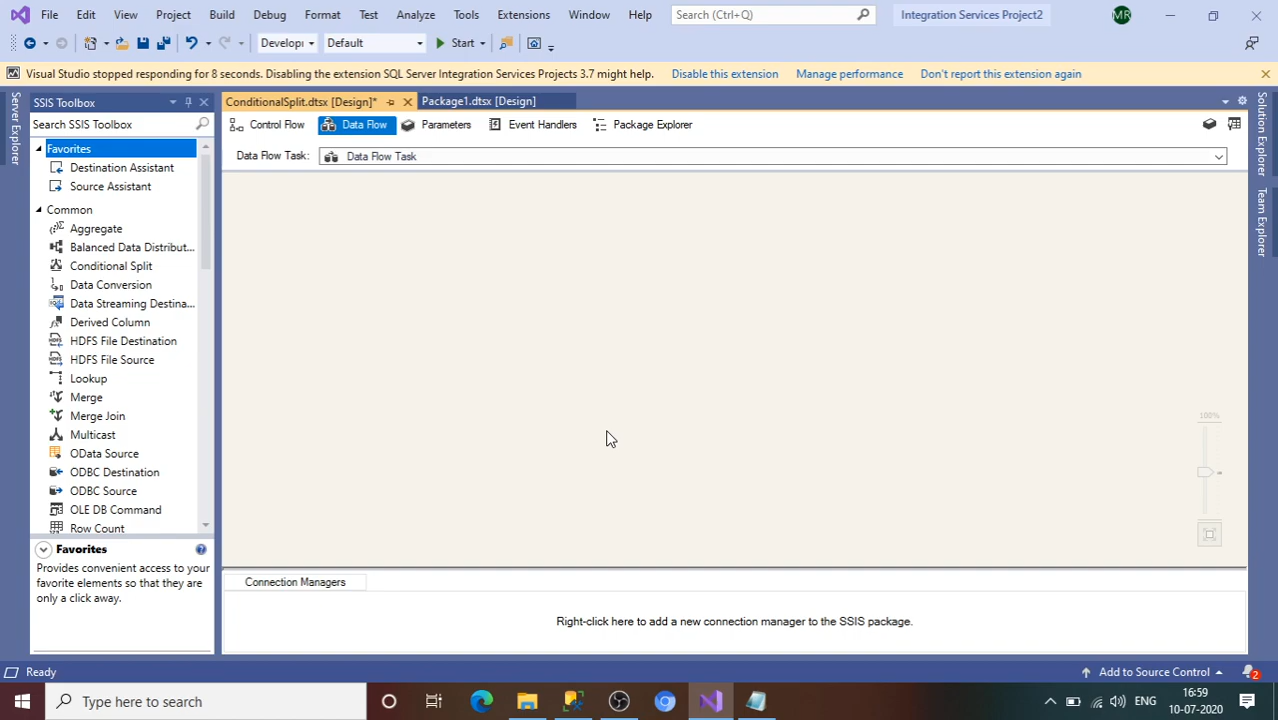 File Edit View Project Build Debug Format Test Analyze Tools Extensions Window Help Search (Ctrl+Q) Integration Services Project2 MR
Develop Default Start
Visual Studio stopped responding for 8 seconds. Disabling the extension SQL Server Integration Services Projects 3.7 might help. Disable this extension Manage performance Don't report this extension again
SSIS Toolbox
ConditionalSplit.dtsx [Design]* Package1.dtsx [Design]
Search SSIS Toolbox
Control Flow Data Flow Parameters Event Handlers Package Explorer
Data Flow Task: Data Flow Task
Favorites
Destination Assistant
Source Assistant
Common
Aggregate
Balanced Data Distribut...
Conditional Split
Data Conversion
Data Streaming Destina...
Derived Column
HDFS File Destination
HDFS File Source
Lookup
Merge
Merge Join
Multicast
OData Source
ODBC Destination
ODBC Source
OLE DB Command
Row Count
Favorites
Provides convenient access to your
favorite elements so that they are
only a click away.
100%
Connection Managers
Right-click here to add a new connection manager to the SSIS package.
Server Explorer
Solution Explorer
Team Explorer
Ready
Add to Source Control
2
Type here to search
ENG
16:59
10-07-2020